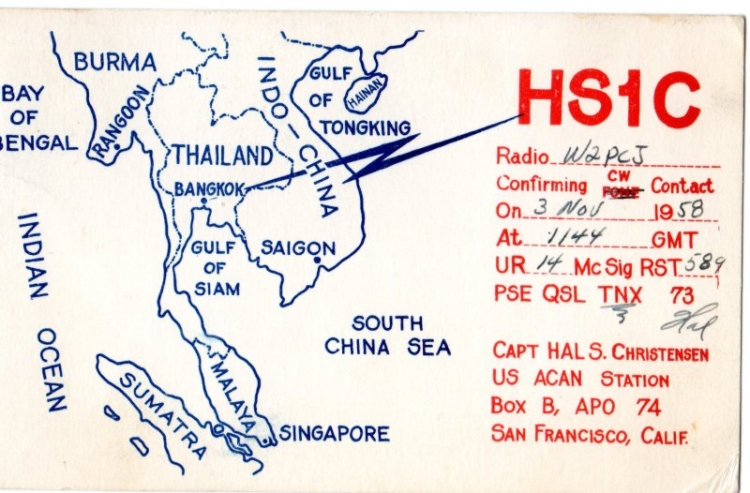 BURMA
BAY
OF
BENGAL
RANGOON
INDO-CHINA
GULF
OF
TONGKING
HAINAN
THAILAND
BANGKOK
GULF
OF
SIAM
SAIGON
INDIAN OCEAN
SOUTH
CHINA SEA
MALAYA
SUMATRA
SINGAPORE
HS1C
Radio W2PCJ
Confirming CW Contact
On 3 Nov 1958
At 1144 GMT
UR 14 Mc Sig RST 589
PSE QSL TNX 73
Hal
CAPT HAL S. CHRISTENSEN
US ACAN STATION
BOX B, APO 74
SAN FRANCISCO, CALIF.